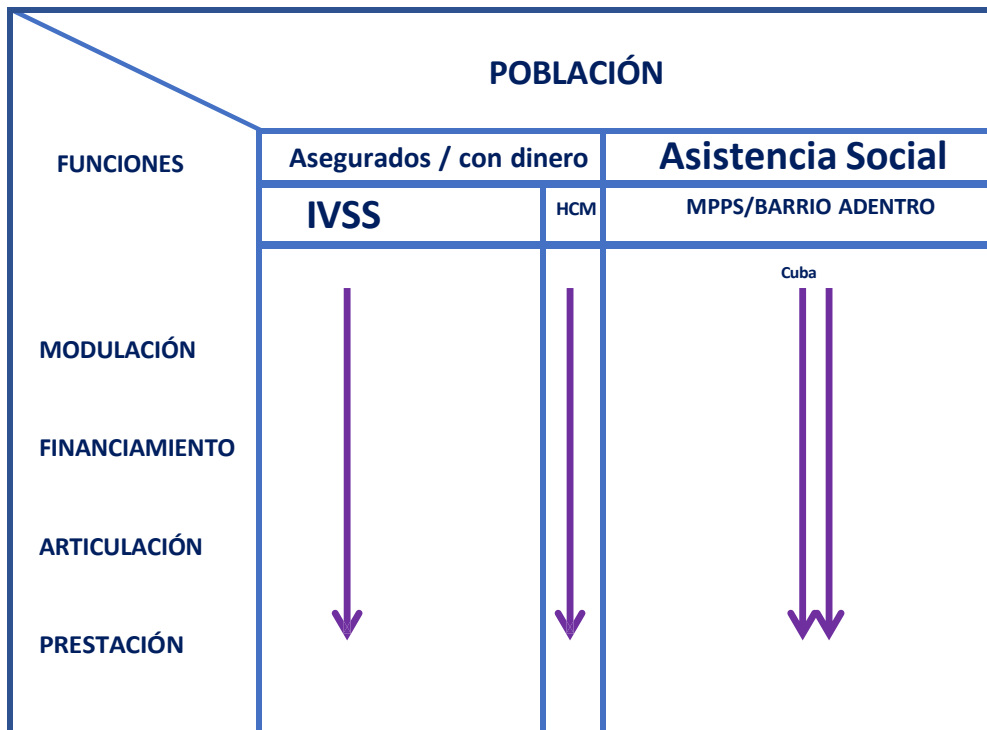 POBLACIÓN
FUNCIONES
Asegurados / con dinero
Asistencia Social
IVSS
HCM
MPPS/BARRIO ADENTRO
Cuba
MODULACIÓN
FINANCIAMIENTO
ARTICULACIÓN
PRESTACIÓN